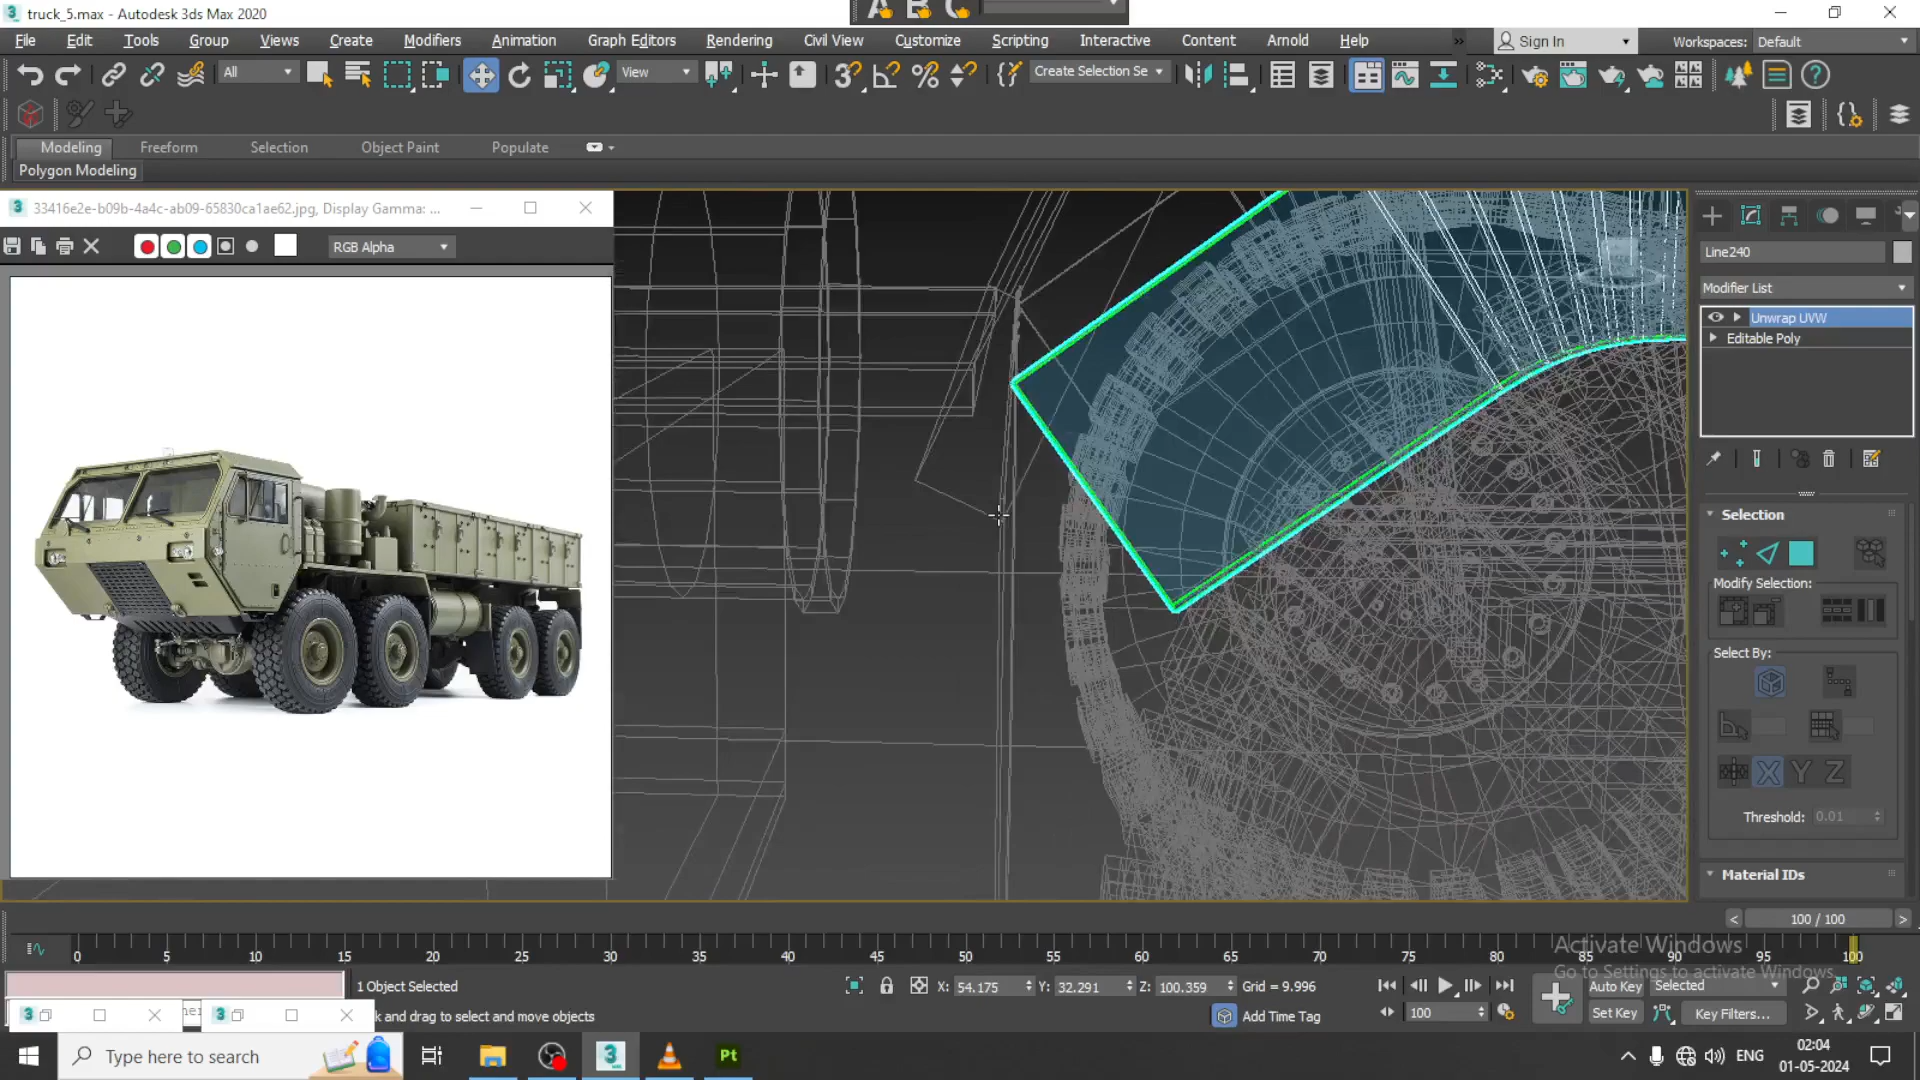 truck_5.max - Autodesk 3ds Max 2020
File Edit Tools Group Views Create Modifiers Animation Graph Editors Rendering Civil View Customize Scripting Interactive Content Arnold Help
Sign In
Workspaces: Default
All
View
Create Selection Se
Modeling Freeform Selection Object Paint Populate
Polygon Modeling
33416e2e-b09b-4a4c-ab09-65830ca1ae62.jpg, Display Gamma: ...
RGB Alpha
Line240
Modifier List
Unwrap UVW
Editable Poly
Selection
Modify Selection:
Select By:
X Y Z
Threshold: 0.01
Material IDs
100 / 100
0 5 10 15 20 25 30 35 40 45 50 55 60 65 70 75 80 85 90 95 100
Activate Windows
Go to Settings to activate Windows.
1 Object Selected
X: 54.175 Y: 32.291 Z: 100.359 Grid = 9.996
Auto Key Selected
k and drag to select and move objects
Add Time Tag
100
Set Key Key Filters...
Type here to search
Pt
ENG
02:04
01-05-2024